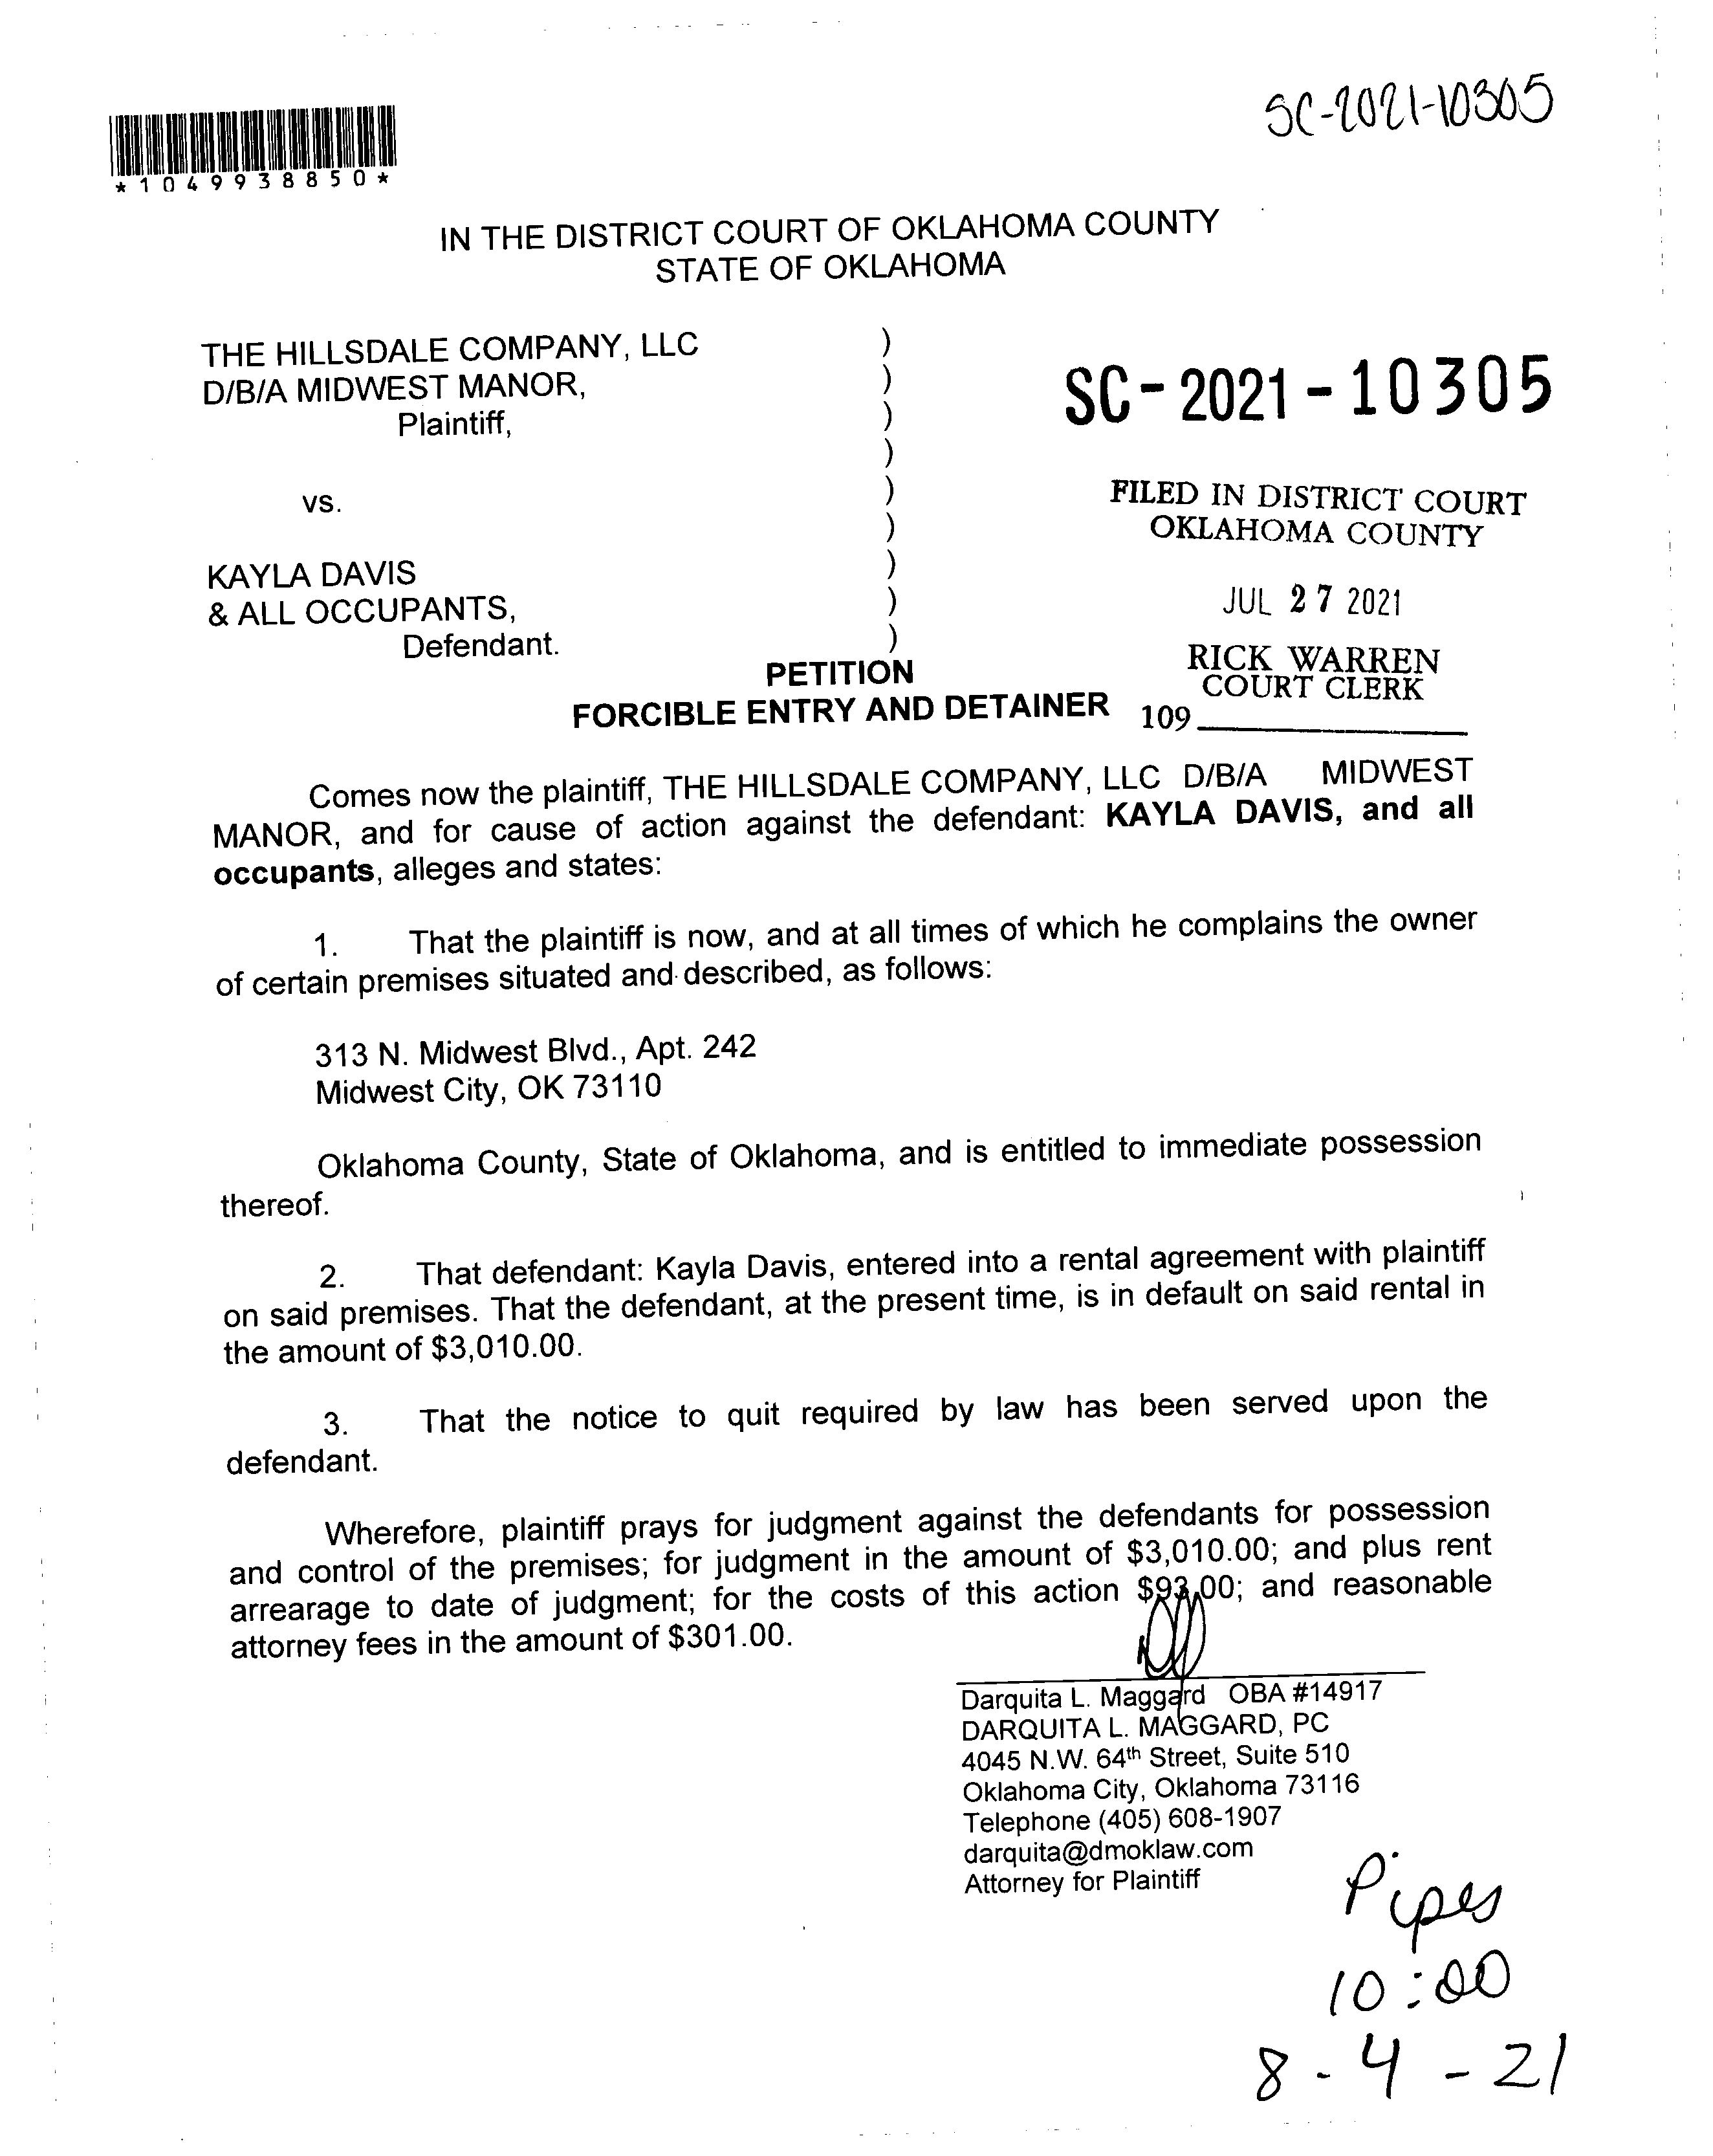 SC-2021-10305
*1049938850*
IN THE DISTRICT COURT OF OKLAHOMA COUNTY
STATE OF OKLAHOMA
THE HILLSDALE COMPANY, LLC )
D/B/A MIDWEST MANOR, )
Plaintiff, )
)
vs. )
)
KAYLA DAVIS )
& ALL OCCUPANTS, )
Defendant. )
SC-2021-10305
FILED IN DISTRICT COURT
OKLAHOMA COUNTY
JUL 27 2021
RICK WARREN
COURT CLERK
109
PETITION
FORCIBLE ENTRY AND DETAINER
Comes now the plaintiff, THE HILLSDALE COMPANY, LLC D/B/A MIDWEST
MANOR, and for cause of action against the defendant: KAYLA DAVIS, and all
occupants, alleges and states:
1. That the plaintiff is now, and at all times of which he complains the owner
of certain premises situated and described, as follows:
313 N. Midwest Blvd., Apt. 242
Midwest City, OK 73110
Oklahoma County, State of Oklahoma, and is entitled to immediate possession
thereof.
2. That defendant: Kayla Davis, entered into a rental agreement with plaintiff
on said premises. That the defendant, at the present time, is in default on said rental in
the amount of $3,010.00.
3. That the notice to quit required by law has been served upon the
defendant.
Wherefore, plaintiff prays for judgment against the defendants for possession
and control of the premises; for judgment in the amount of $3,010.00; and plus rent
arrearage to date of judgment; for the costs of this action $93.00; and reasonable
attorney fees in the amount of $301.00.
Darquita L. Maggard OBA #14917
DARQUITA L. MAGGARD, PC
4045 N.W. 64th Street, Suite 510
Oklahoma City, Oklahoma 73116
Telephone (405) 608-1907
darquita@dmoklaw.com
Attorney for Plaintiff
Pipes
10:00
8-4-21